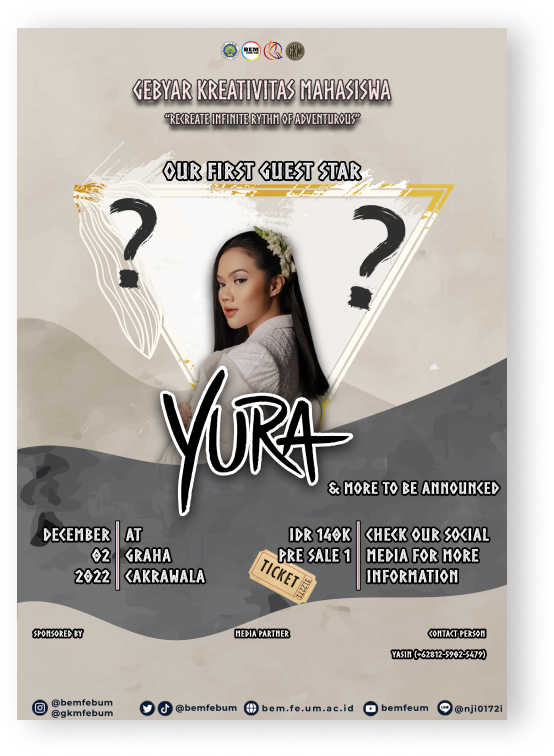 BEM
GKM
GEBYAR KREATIVITAS MAHASISWA
"RECREATE INFINITE RYTHM OF ADVENTUROUS"
OUR FIRST GUEST STAR
? ?
YURA
& MORE TO BE ANNOUNCED
DECEMBER 02 2022
AT GRAHA CAKRAWALA
IDR 140K PRE SALE 1
CHECK OUR SOCIAL MEDIA FOR MORE INFORMATION
TICKET
SPONSORED BY
MEDIA PARTNER
CONTACT PERSON
YASIN (+62812-5902-5479)
@bemfebum
@gkmfebum
@bemfebum
bem.fe.um.ac.id
bemfeum
@nji0172i